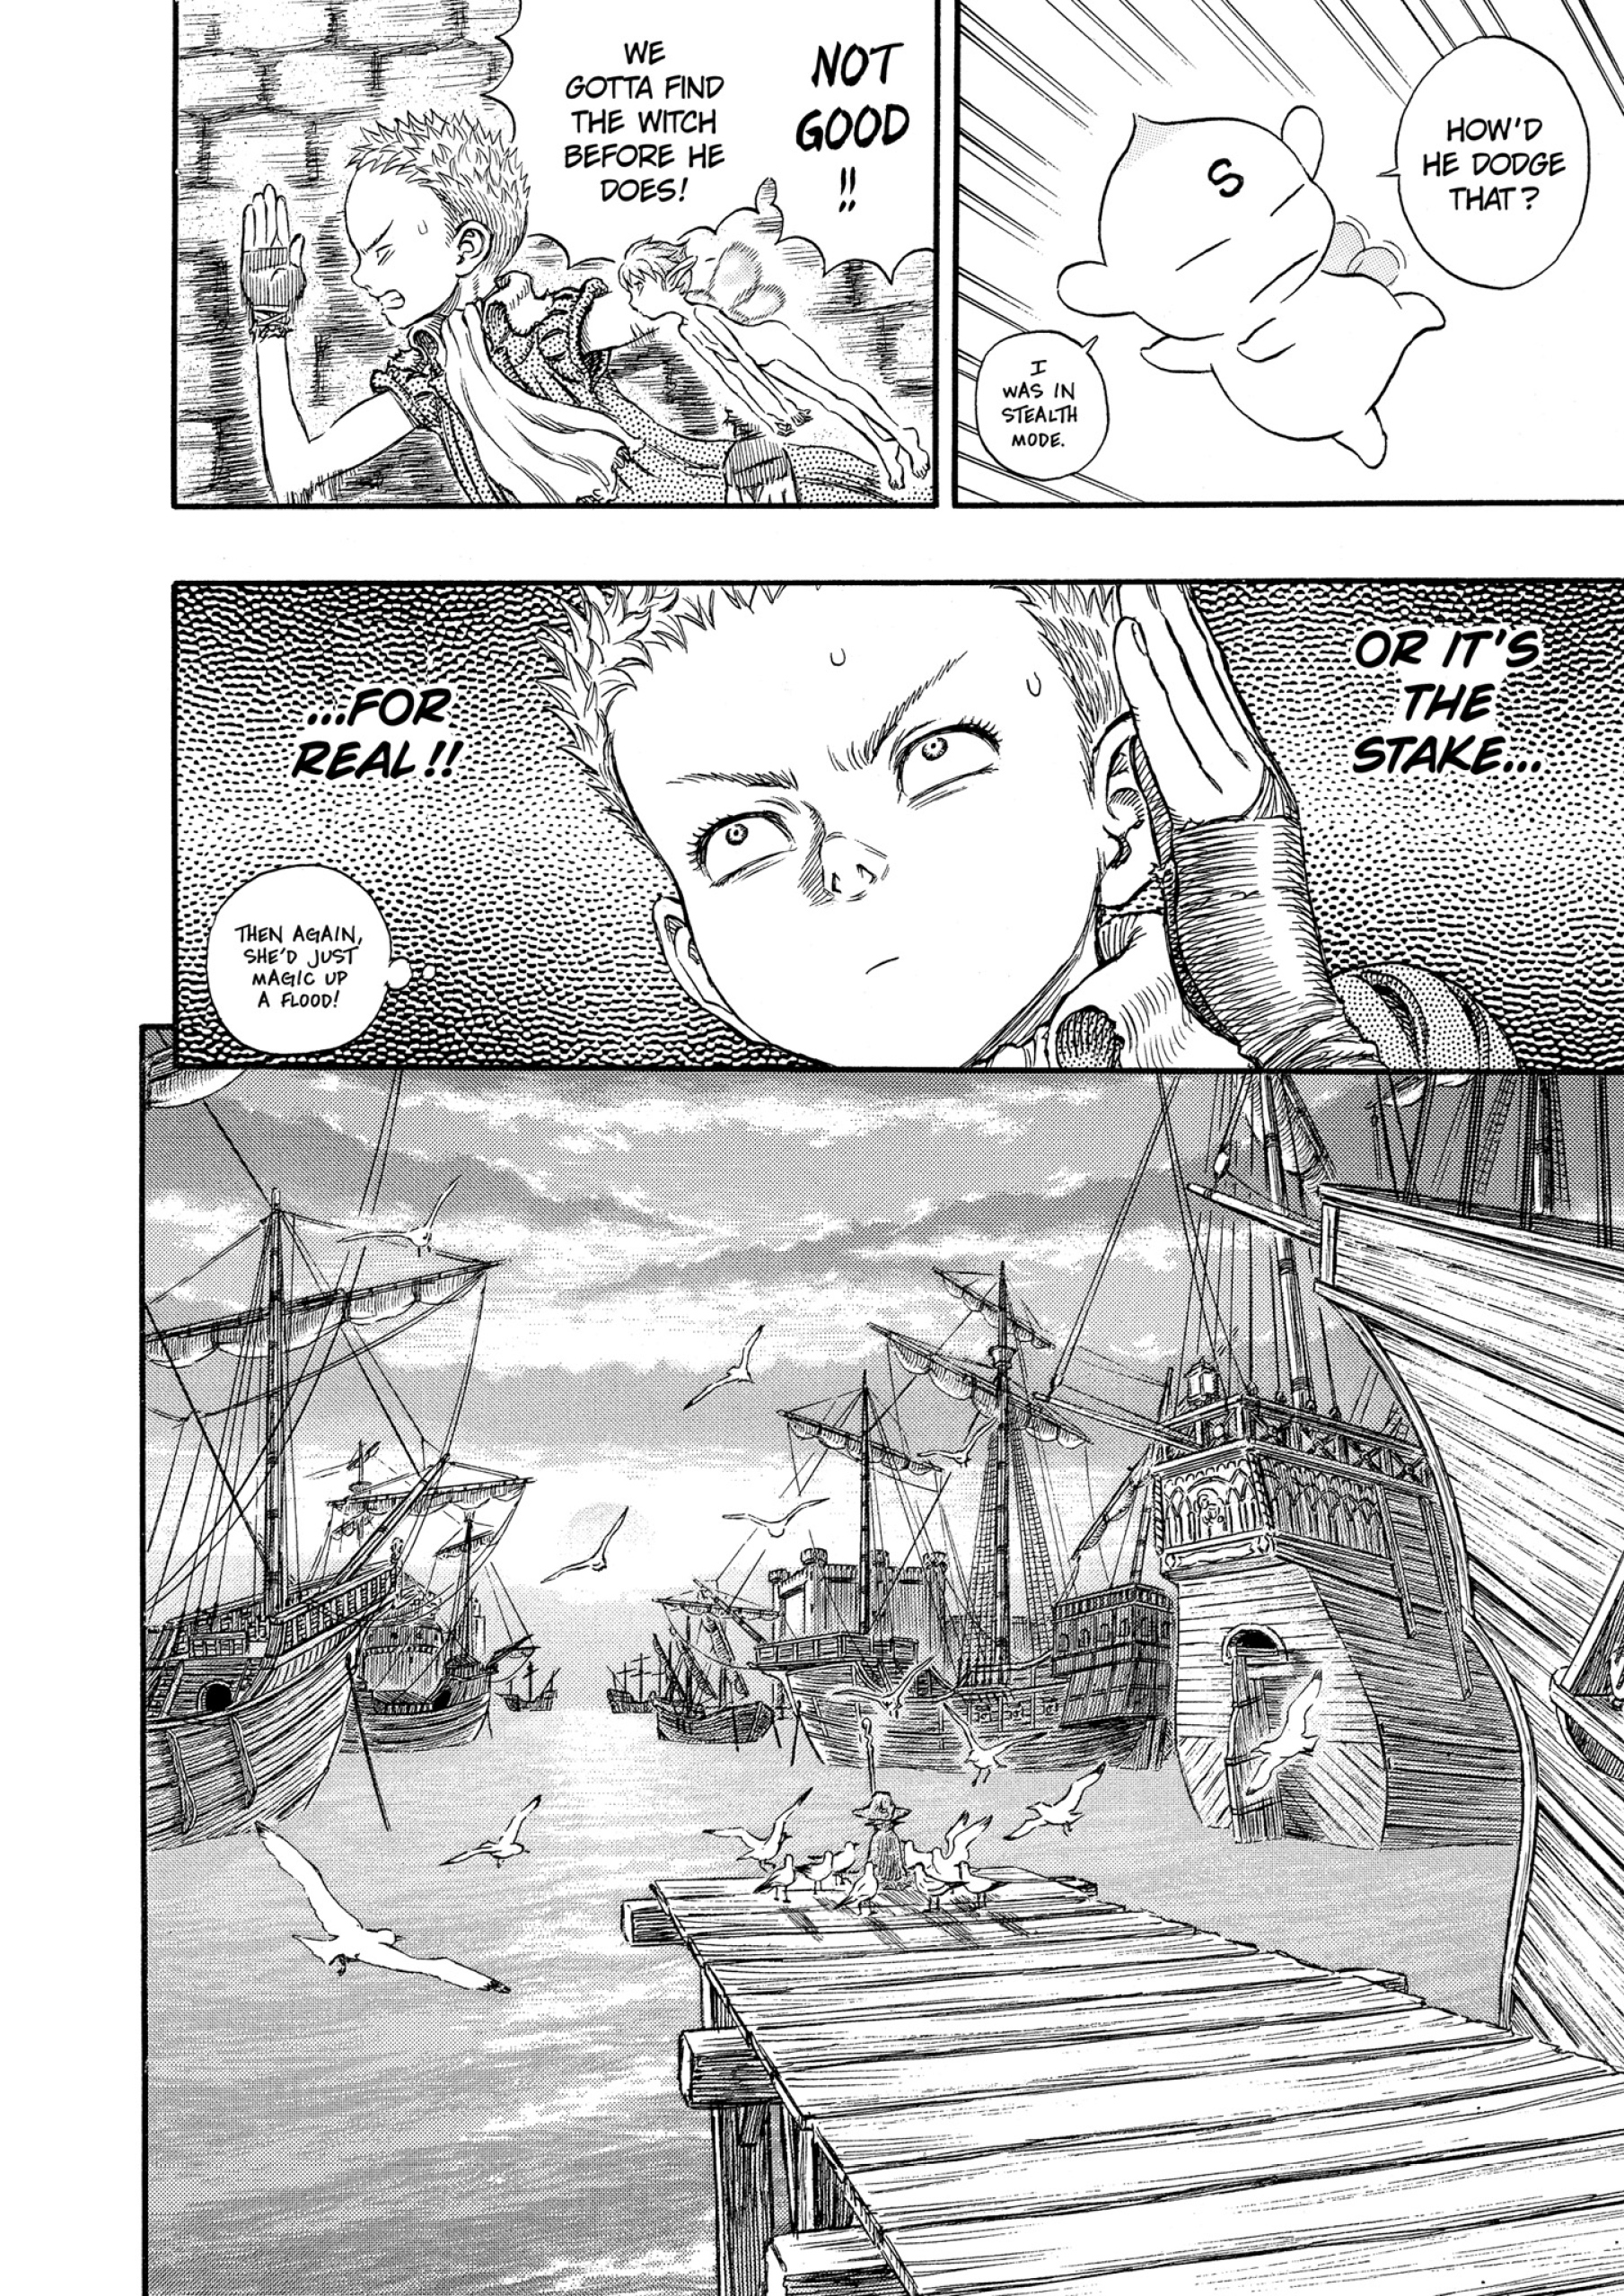 HOW'D
HE DODGE
THAT?
S
I
WAS IN
STEALTH
MODE.
NOT
GOOD
!!
WE
GOTTA FIND
THE WITCH
BEFORE HE
DOES!
OR IT'S
THE
STAKE...
...FOR
REAL!!
THEN AGAIN,
SHE'D JUST
MAGIC UP
A FLOOD!